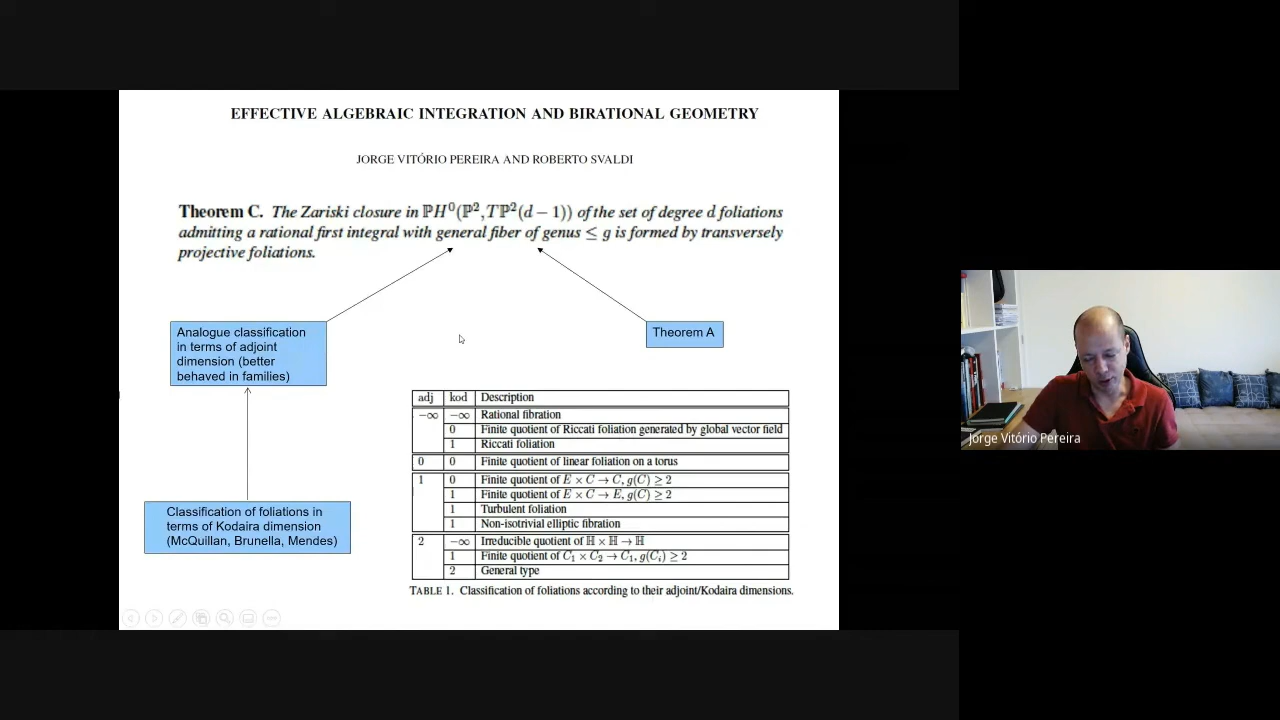 EFFECTIVE ALGEBRAIC INTEGRATION AND BIRATIONAL GEOMETRY
JORGE VITÓRIO PEREIRA AND ROBERTO SVALDI
Theorem C. The Zariski closure in ℙH⁰(ℙ², Tℙ²(d − 1)) of the set of degree d foliations
admitting a rational first integral with general fiber of genus ≤ g is formed by transversely
projective foliations.
Analogue classification
in terms of adjoint
dimension (better
behaved in families)
Theorem A
Classification of foliations in
terms of Kodaira dimension
(McQuillan, Brunella, Mendes)
adj kod Description
−∞ −∞ Rational fibration
0 Finite quotient of Riccati foliation generated by global vector field
1 Riccati foliation
0 0 Finite quotient of linear foliation on a torus
1 0 Finite quotient of E × C → C, g(C) ≥ 2
1 Finite quotient of E × C → E, g(C) ≥ 2
1 Turbulent foliation
1 Non-isotrivial elliptic fibration
2 −∞ Irreducible quotient of ℍ × ℍ → ℍ
1 Finite quotient of C₁ × C₂ → C₁, g(Cᵢ) ≥ 2
2 General type
TABLE 1. Classification of foliations according to their adjoint/Kodaira dimensions.
Jorge Vitório Pereira